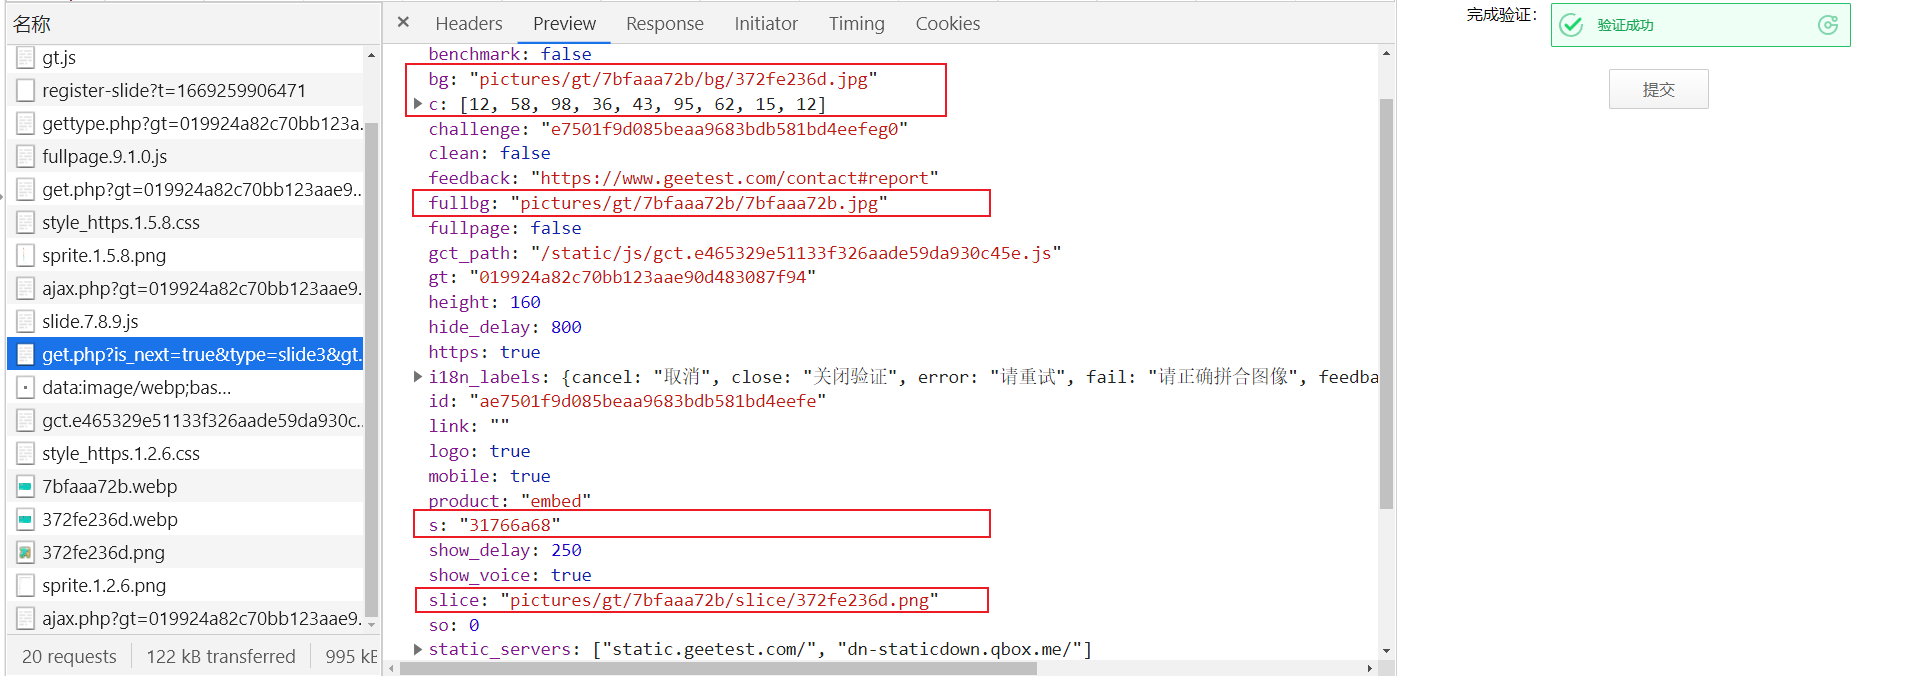 名称
gt.js
register-slide?t=1669259906471
gettype.php?gt=019924a82c70bb123a...
fullpage.9.1.0.js
get.php?gt=019924a82c70bb123aae9...
style_https.1.5.8.css
sprite.1.5.8.png
ajax.php?gt=019924a82c70bb123aae9...
slide.7.8.9.js
get.php?is_next=true&type=slide3&gt...
data:image/webp;bas...
gct.e465329e51133f326aade59da930c...
style_https.1.2.6.css
7bfaaa72b.webp
372fe236d.webp
372fe236d.png
sprite.1.2.6.png
ajax.php?gt=019924a82c70bb123aae9...
20 requests 122 kB transferred 995 kB
× Headers Preview Response Initiator Timing Cookies
benchmark: false
bg: "pictures/gt/7bfaaa72b/bg/372fe236d.jpg"
c: [12, 58, 98, 36, 43, 95, 62, 15, 12]
challenge: "e7501f9d085beaa9683bdb581bd4eefeg0"
clean: false
feedback: "https://www.geetest.com/contact#report"
fullbg: "pictures/gt/7bfaaa72b/7bfaaa72b.jpg"
fullpage: false
gct_path: "/static/js/gct.e465329e51133f326aade59da930c45e.js"
gt: "019924a82c70bb123aae90d483087f94"
height: 160
hide_delay: 800
https: true
i18n_labels: {cancel: "取消", close: "关闭验证", error: "请重试", fail: "请正确拼合图像", feedba
id: "ae7501f9d085beaa9683bdb581bd4eefe"
link: ""
logo: true
mobile: true
product: "embed"
s: "31766a68"
show_delay: 250
show_voice: true
slice: "pictures/gt/7bfaaa72b/slice/372fe236d.png"
so: 0
static_servers: ["static.geetest.com/", "dn-staticdown.qbox.me/"]
完成验证： 验证成功
提交